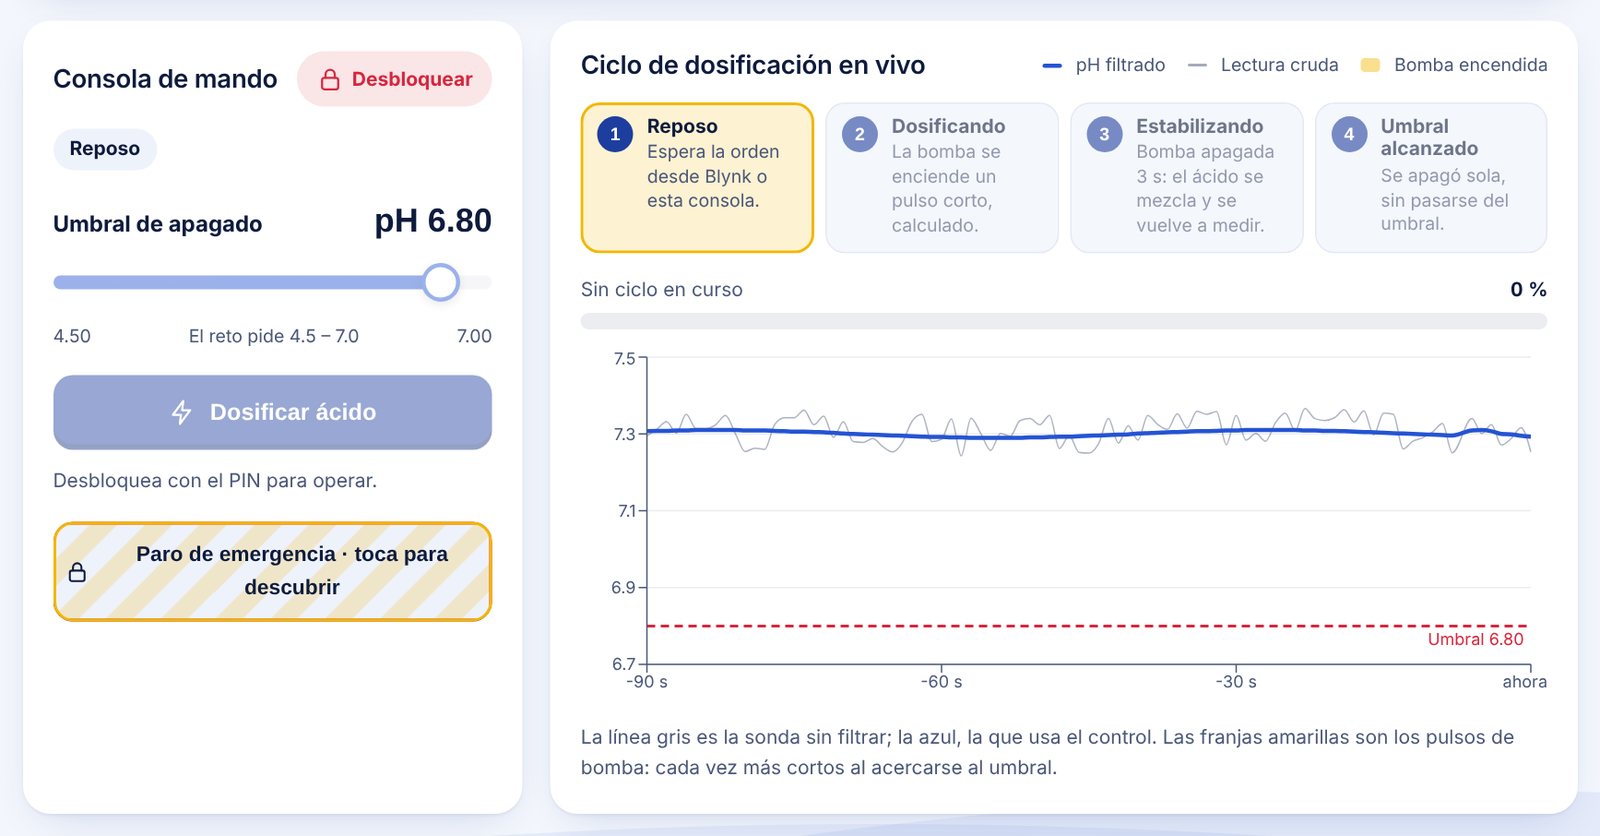 Consola de mando
Desbloquear
Reposo
Umbral de apagado
pH 6.80
4.50
El reto pide 4.5 – 7.0
7.00
Dosificar ácido
Desbloquea con el PIN para operar.
Paro de emergencia · toca para
descubrir
Ciclo de dosificación en vivo
pH filtrado
Lectura cruda
Bomba encendida
1
Reposo
Espera la orden
desde Blynk o
esta consola.
2
Dosificando
La bomba se
enciende un
pulso corto,
calculado.
3
Estabilizando
Bomba apagada
3 s: el ácido se
mezcla y se
vuelve a medir.
4
Umbral
alcanzado
Se apagó sola,
sin pasarse del
umbral.
Sin ciclo en curso
0 %
7.5
7.3
7.1
6.9
6.7
Umbral 6.80
-90 s
-60 s
-30 s
ahora
La línea gris es la sonda sin filtrar; la azul, la que usa el control. Las franjas amarillas son los pulsos de
bomba: cada vez más cortos al acercarse al umbral.